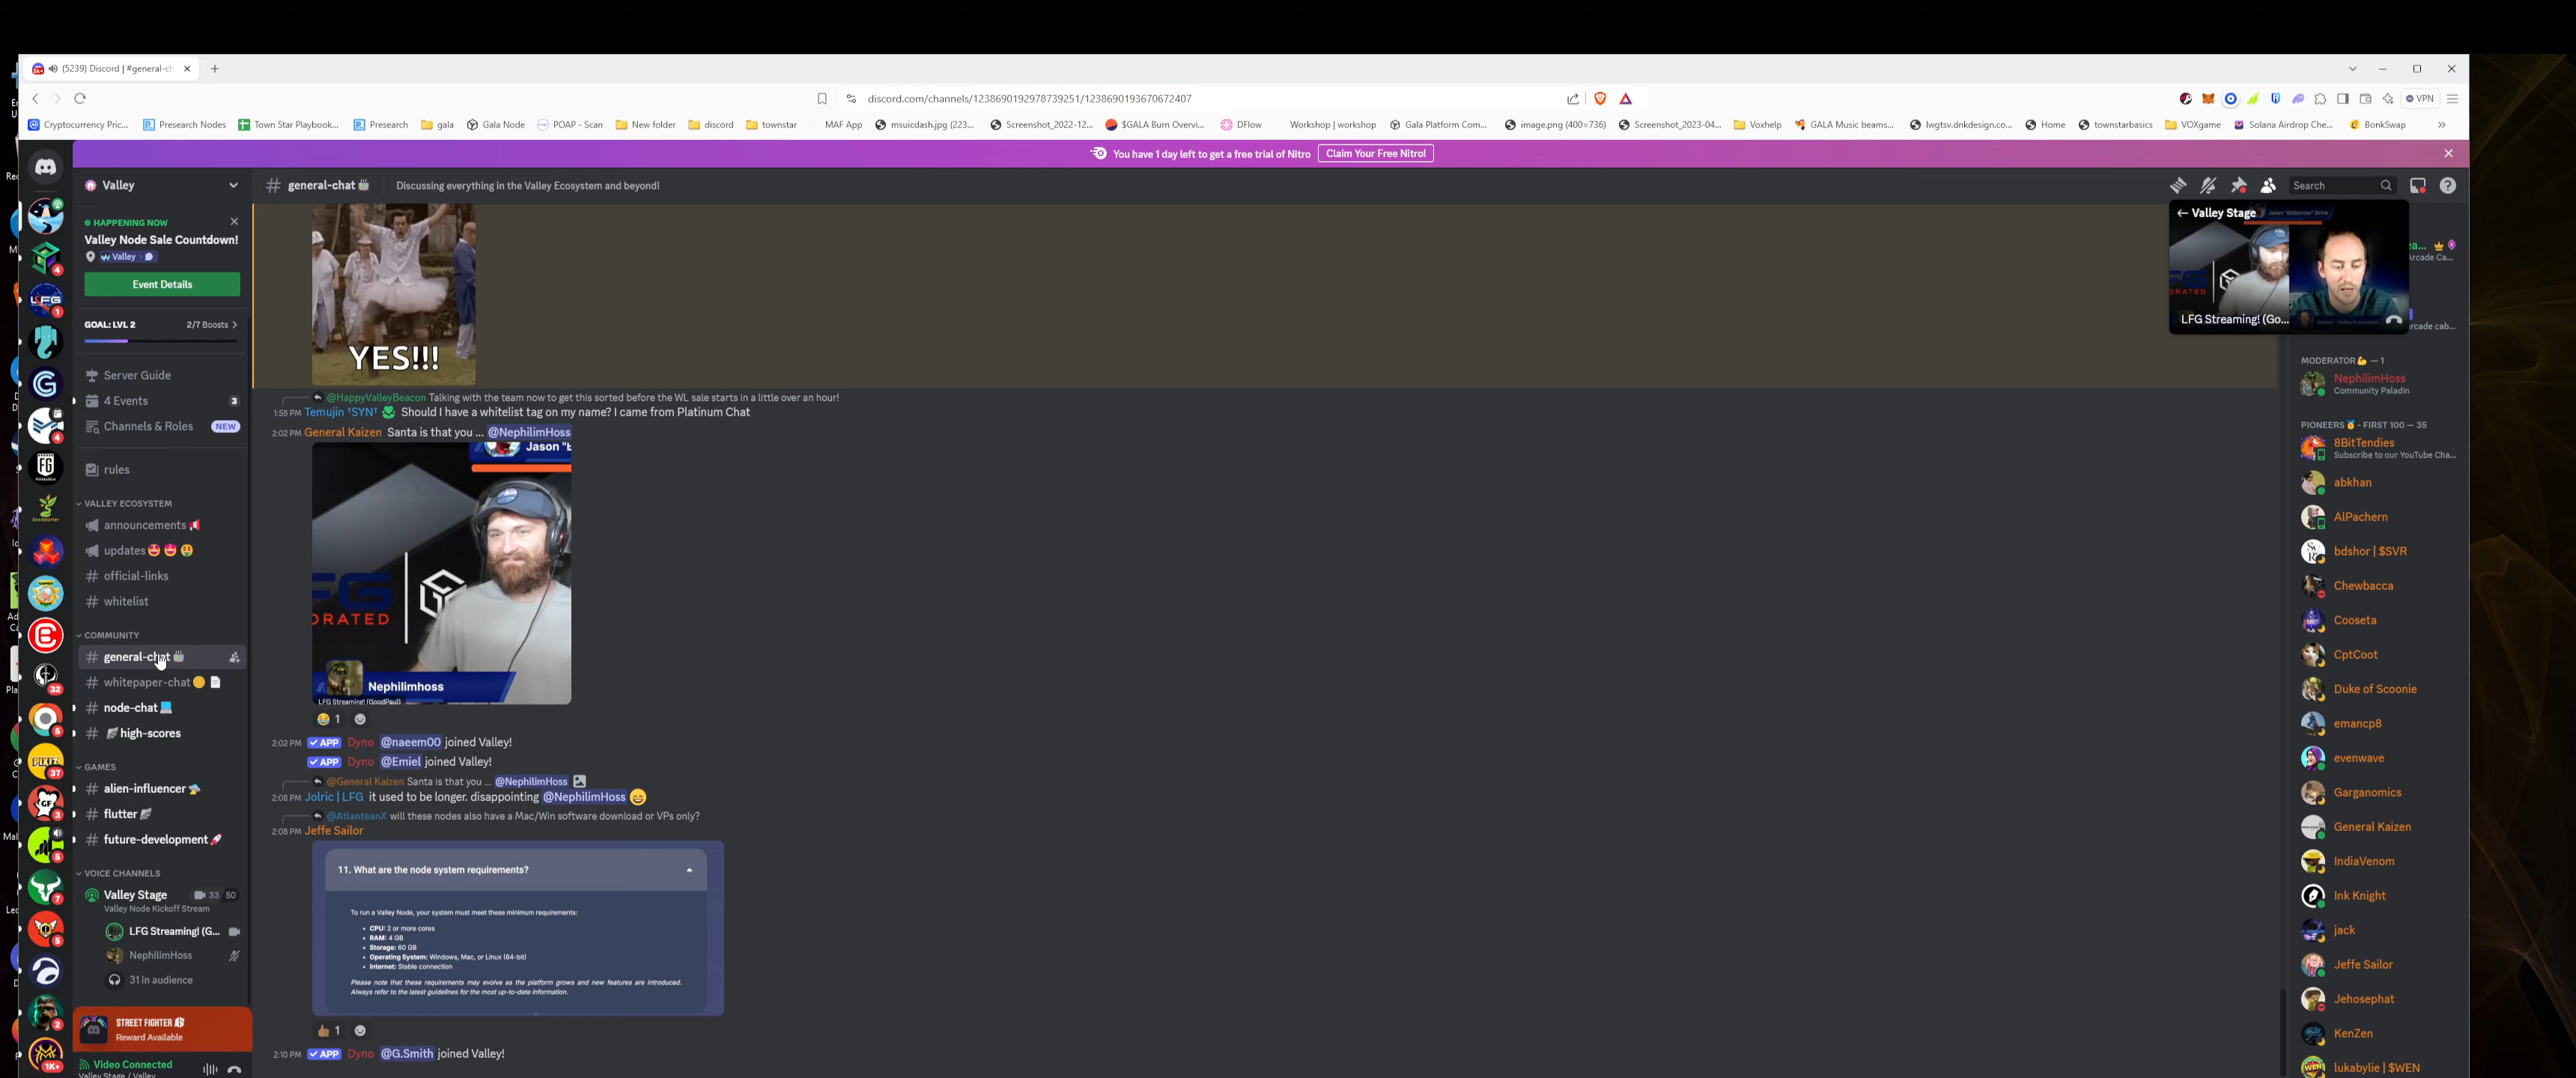 (5239) Discord | #general-ch
discord.com/channels/1238690192978739251/1238690193670672407
VPN
Cryptocurrency Pric...
Presearch Nodes
Town Star Playbook...
Presearch
gala
Gala Node
POAP - Scan
New folder
discord
townstar
MAF App
msuicdash.jpg (223...
Screenshot_2022-12...
$GALA Burn Overvi...
DFlow
Workshop | workshop
Gala Platform Com...
image.png (400×736)
Screenshot_2023-04...
Voxhelp
GALA Music beams...
lwgtsv.dnkdesign.co...
Home
townstarbasics
VOXgame
Solana Airdrop Che...
BonkSwap
You have 1 day left to get a free trial of Nitro
Claim Your Free Nitro!
Valley
# general-chat
Discussing everything in the Valley Ecosystem and beyond!
Search
HAPPENING NOW
Valley Node Sale Countdown!
Valley
Event Details
GOAL: LVL 2
2/7 Boosts
Server Guide
4 Events
3
Channels & Roles
NEW
rules
VALLEY ECOSYSTEM
announcements
updates
# official-links
# whitelist
COMMUNITY
# general-chat
# whitepaper-chat
# node-chat
# high-scores
GAMES
# alien-influencer
# flutter
# future-development
VOICE CHANNELS
Valley Stage
33 50
Valley Node Kickoff Stream
LFG Streaming! (G...
NephilimHoss
31 in audience
STREET FIGHTER 6
Reward Available
Video Connected
Valley Stage / Valley
YES!!!
@HappyValleyBeacon Talking with the team now to get this sorted before the WL sale starts in a little over an hour!
1:58 PM Temujin †SYN† Should I have a whitelist tag on my name? I came from Platinum Chat
2:02 PM General Kaizen Santa is that you ... @NephilimHoss
Jason "B
RATED
Nephilimhoss
LFG Streaming! (GoodPaul)
1
2:02 PM APP Dyno @naeem00 joined Valley!
APP Dyno @Emiel joined Valley!
@General Kaizen Santa is that you ... @NephilimHoss
2:08 PM Jolric | LFG it used to be longer. disappointing @NephilimHoss
@AtlanteanX will these nodes also have a Mac/Win software download or VPs only?
2:08 PM Jeffe Sailor
11. What are the node system requirements?
To run a Valley Node, your system must meet these minimum requirements:
• CPU: 2 or more cores
• RAM: 4 GB
• Storage: 60 GB
• Operating System: Windows, Mac, or Linux (64-bit)
• Internet: Stable connection
Please note that these requirements may evolve as the platform grows and new features are introduced.
Always refer to the latest guidelines for the most up-to-date information.
1
2:10 PM APP Dyno @G.Smith joined Valley!
Valley Stage
LFG Streaming! (Go...
MODERATOR — 1
NephilimHoss
Community Paladin
PIONEERS - FIRST 100 — 35
8BitTendies
Subscribe to our YouTube Cha...
abkhan
AlPachern
bdshor | $SVR
Chewbacca
Cooseta
CptCoot
Duke of Scoonie
emancp8
evenwave
Garganomics
General Kaizen
IndiaVenom
Ink Knight
jack
Jeffe Sailor
Jehosephat
KenZen
lukabylie | $WEN